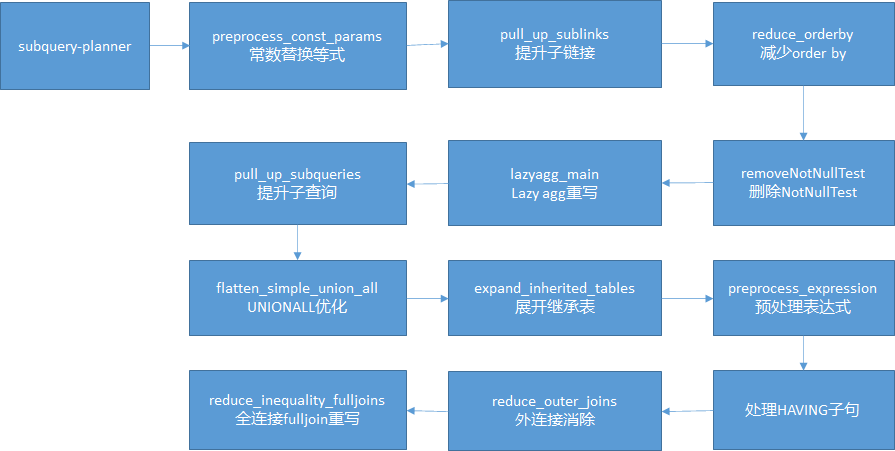 subquery-planner
preprocess_const_params
常数替换等式
pull_up_sublinks
提升子链接
reduce_orderby
减少order by
removeNotNullTest
删除NotNullTest
lazyagg_main
Lazy agg重写
pull_up_subqueries
提升子查询
flatten_simple_union_all
UNIONALL优化
expand_inherited_tables
展开继承表
preprocess_expression
预处理表达式
处理HAVING子句
reduce_outer_joins
外连接消除
reduce_inequality_fulljoins
全连接fulljoin重写